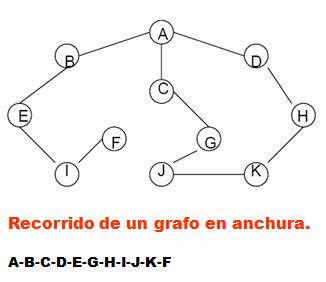 A
B
D
C
E
H
F
G
I
J
K
Recorrido de un grafo en anchura.
A-B-C-D-E-G-H-I-J-K-F